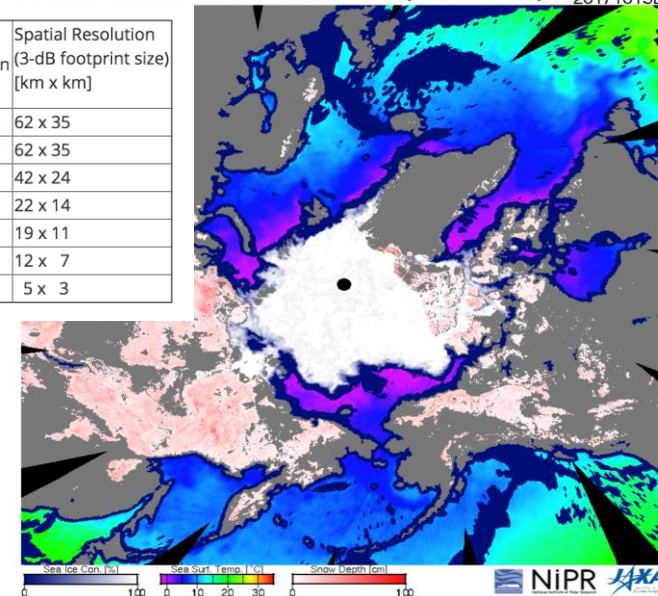 Spatial Resolution
(3-dB footprint size)
[km x km]
62 x 35
62 x 35
42 x 24
22 x 14
19 x 11
12 x 7
5 x 3
Sea Ice Con. [%] Sea Surf. Temp. [°C] Snow Depth [cm]
0 100 0 10 20 30 0 100
NiPR JAXA